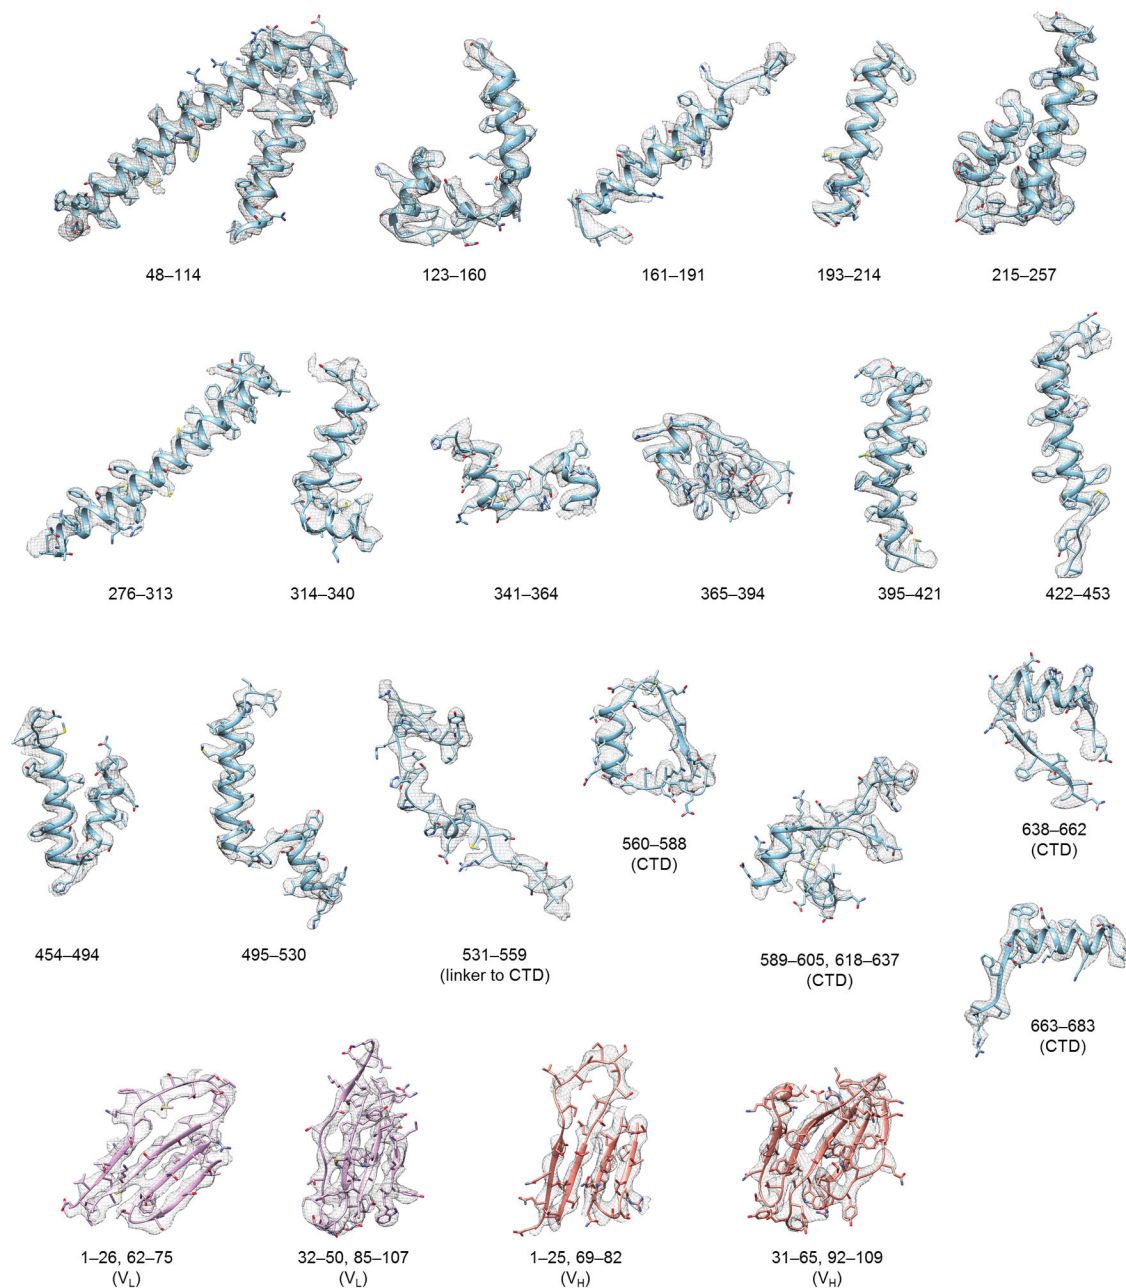 48–114
123–160
161–191
193–214
215–257
276–313
314–340
341–364
365–394
395–421
422–453
454–494
495–530
531–559
(linker to CTD)
560–588
(CTD)
589–605, 618–637
(CTD)
638–662
(CTD)
663–683
(CTD)
1–26, 62–75
(VL)
32–50, 85–107
(VL)
1–25, 69–82
(VH)
31–65, 92–109
(VH)